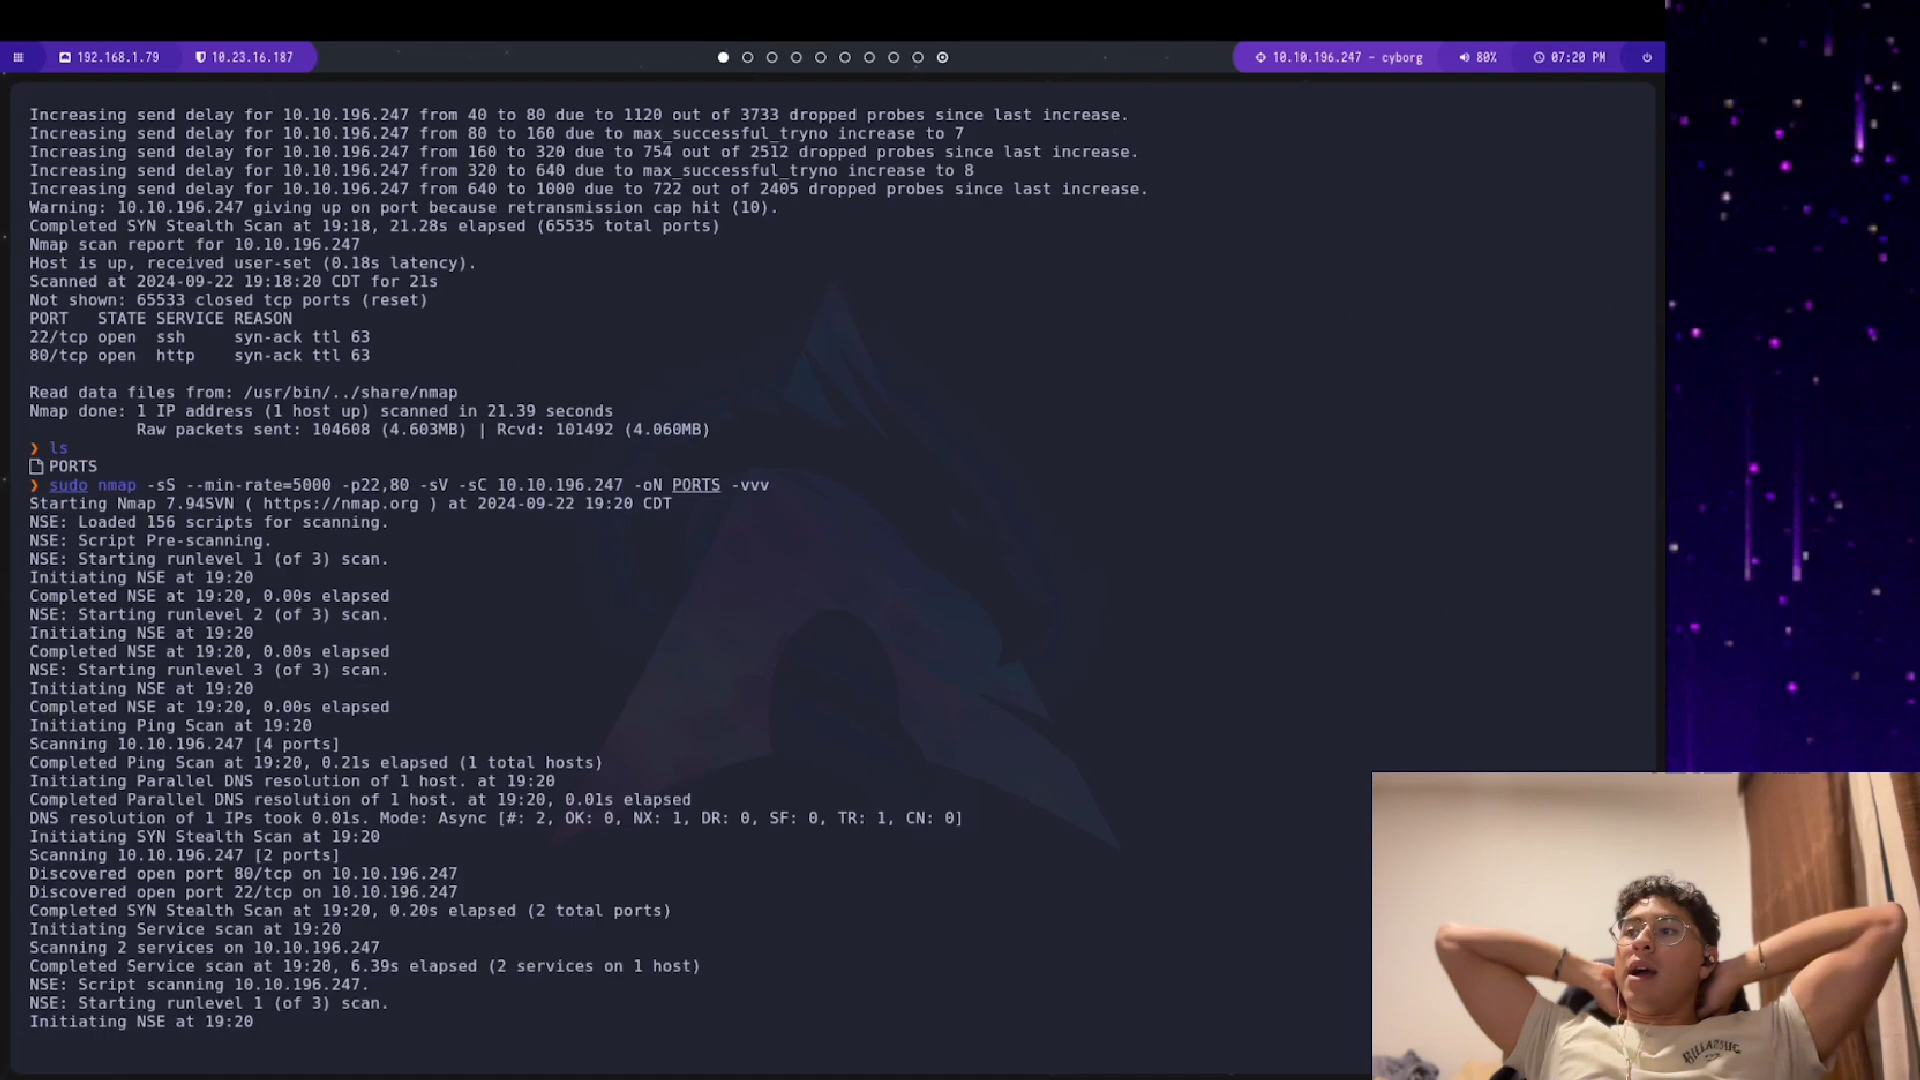 192.168.1.79
10.23.16.187
10.10.196.247 - cyborg
80%
07:20 PM
Increasing send delay for 10.10.196.247 from 40 to 80 due to 1120 out of 3733 dropped probes since last increase.
Increasing send delay for 10.10.196.247 from 80 to 160 due to max_successful_tryno increase to 7
Increasing send delay for 10.10.196.247 from 160 to 320 due to 754 out of 2512 dropped probes since last increase.
Increasing send delay for 10.10.196.247 from 320 to 640 due to max_successful_tryno increase to 8
Increasing send delay for 10.10.196.247 from 640 to 1000 due to 722 out of 2405 dropped probes since last increase.
Warning: 10.10.196.247 giving up on port because retransmission cap hit (10).
Completed SYN Stealth Scan at 19:18, 21.28s elapsed (65535 total ports)
Nmap scan report for 10.10.196.247
Host is up, received user-set (0.18s latency).
Scanned at 2024-09-22 19:18:20 CDT for 21s
Not shown: 65533 closed tcp ports (reset)
PORT   STATE SERVICE REASON
22/tcp open  ssh     syn-ack ttl 63
80/tcp open  http    syn-ack ttl 63
Read data files from: /usr/bin/../share/nmap
Nmap done: 1 IP address (1 host up) scanned in 21.39 seconds
Raw packets sent: 104608 (4.603MB) | Rcvd: 101492 (4.060MB)
❯ ls
PORTS
❯ sudo nmap -sS --min-rate=5000 -p22,80 -sV -sC 10.10.196.247 -oN PORTS -vvv
Starting Nmap 7.94SVN ( https://nmap.org ) at 2024-09-22 19:20 CDT
NSE: Loaded 156 scripts for scanning.
NSE: Script Pre-scanning.
NSE: Starting runlevel 1 (of 3) scan.
Initiating NSE at 19:20
Completed NSE at 19:20, 0.00s elapsed
NSE: Starting runlevel 2 (of 3) scan.
Initiating NSE at 19:20
Completed NSE at 19:20, 0.00s elapsed
NSE: Starting runlevel 3 (of 3) scan.
Initiating NSE at 19:20
Completed NSE at 19:20, 0.00s elapsed
Initiating Ping Scan at 19:20
Scanning 10.10.196.247 [4 ports]
Completed Ping Scan at 19:20, 0.21s elapsed (1 total hosts)
Initiating Parallel DNS resolution of 1 host. at 19:20
Completed Parallel DNS resolution of 1 host. at 19:20, 0.01s elapsed
DNS resolution of 1 IPs took 0.01s. Mode: Async [#: 2, OK: 0, NX: 1, DR: 0, SF: 0, TR: 1, CN: 0]
Initiating SYN Stealth Scan at 19:20
Scanning 10.10.196.247 [2 ports]
Discovered open port 80/tcp on 10.10.196.247
Discovered open port 22/tcp on 10.10.196.247
Completed SYN Stealth Scan at 19:20, 0.20s elapsed (2 total ports)
Initiating Service scan at 19:20
Scanning 2 services on 10.10.196.247
Completed Service scan at 19:20, 6.39s elapsed (2 services on 1 host)
NSE: Script scanning 10.10.196.247.
NSE: Starting runlevel 1 (of 3) scan.
Initiating NSE at 19:20
BILLABONG